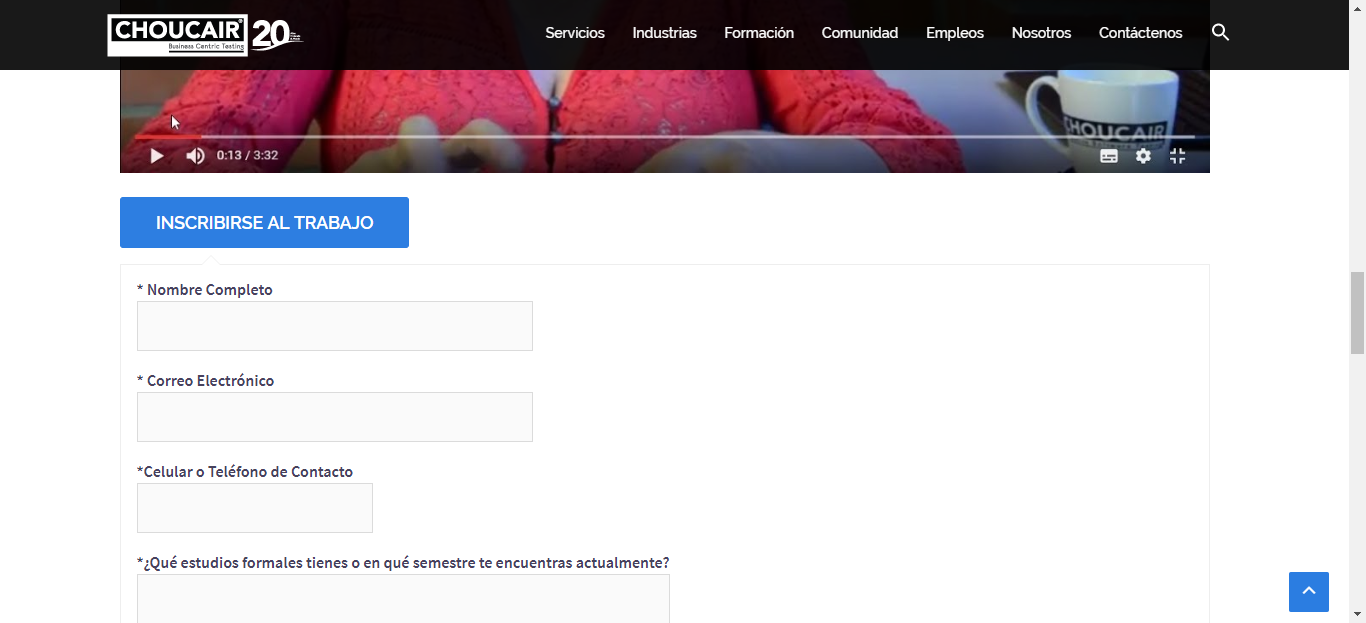 CHOUCAIR®
Business Centric Testing
20
Servicios
Industrias
Formación
Comunidad
Empleos
Nosotros
Contáctenos
CHOUCAIR
0:13 / 3:32
INSCRIBIRSE AL TRABAJO
* Nombre Completo
* Correo Electrónico
*Celular o Teléfono de Contacto
*¿Qué estudios formales tienes o en qué semestre te encuentras actualmente?